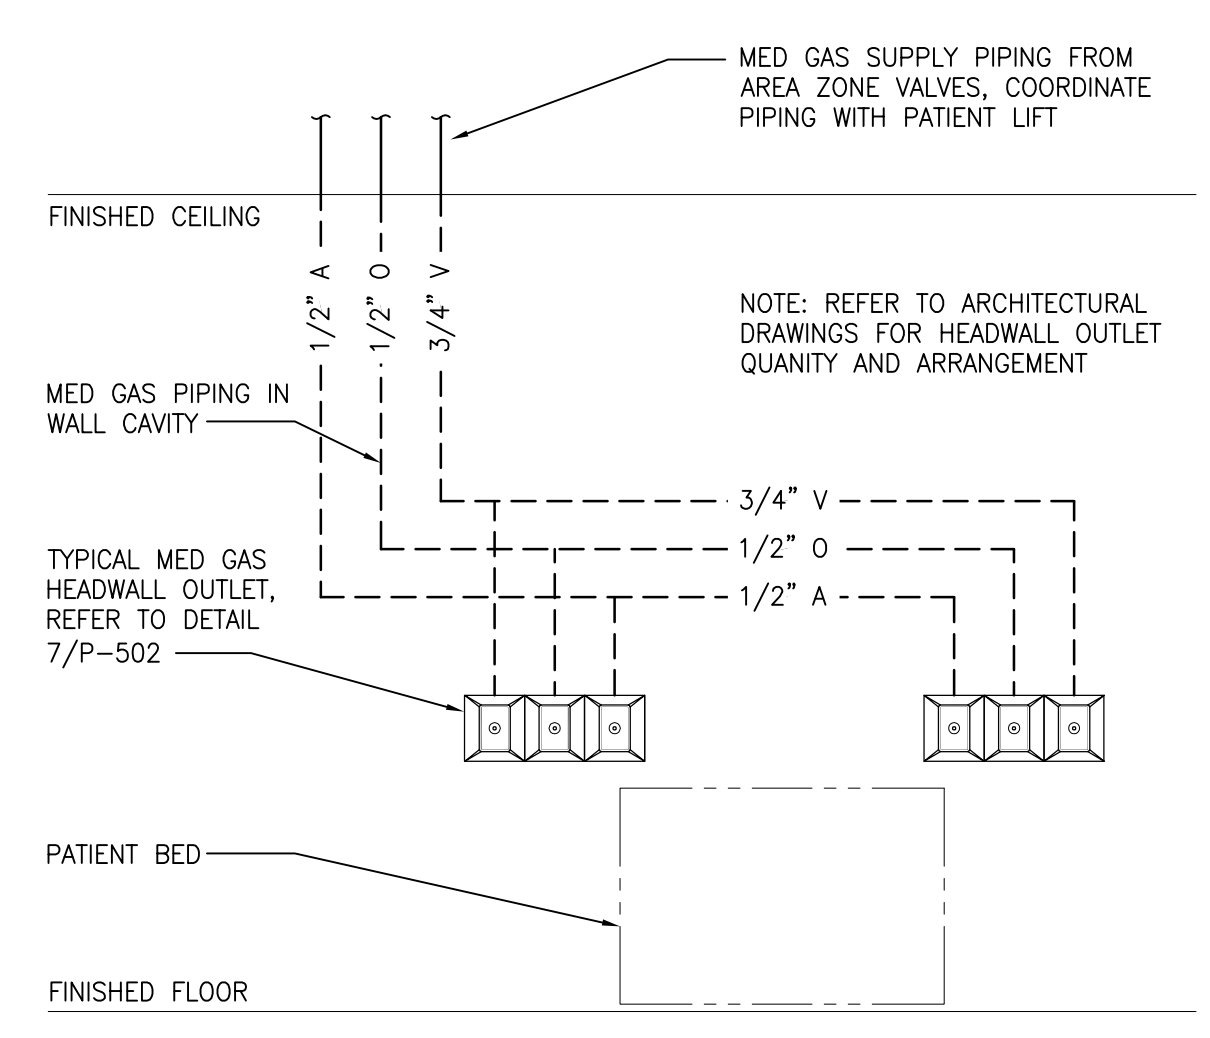 MED GAS SUPPLY PIPING FROM
AREA ZONE VALVES, COORDINATE
PIPING WITH PATIENT LIFT
FINISHED CEILING
1/2" A
1/2" O
3/4" V
NOTE: REFER TO ARCHITECTURAL
DRAWINGS FOR HEADWALL OUTLET
QUANITY AND ARRANGEMENT
MED GAS PIPING IN
WALL CAVITY
3/4" V
1/2" O
1/2" A
TYPICAL MED GAS
HEADWALL OUTLET,
REFER TO DETAIL
7/P-502
PATIENT BED
FINISHED FLOOR